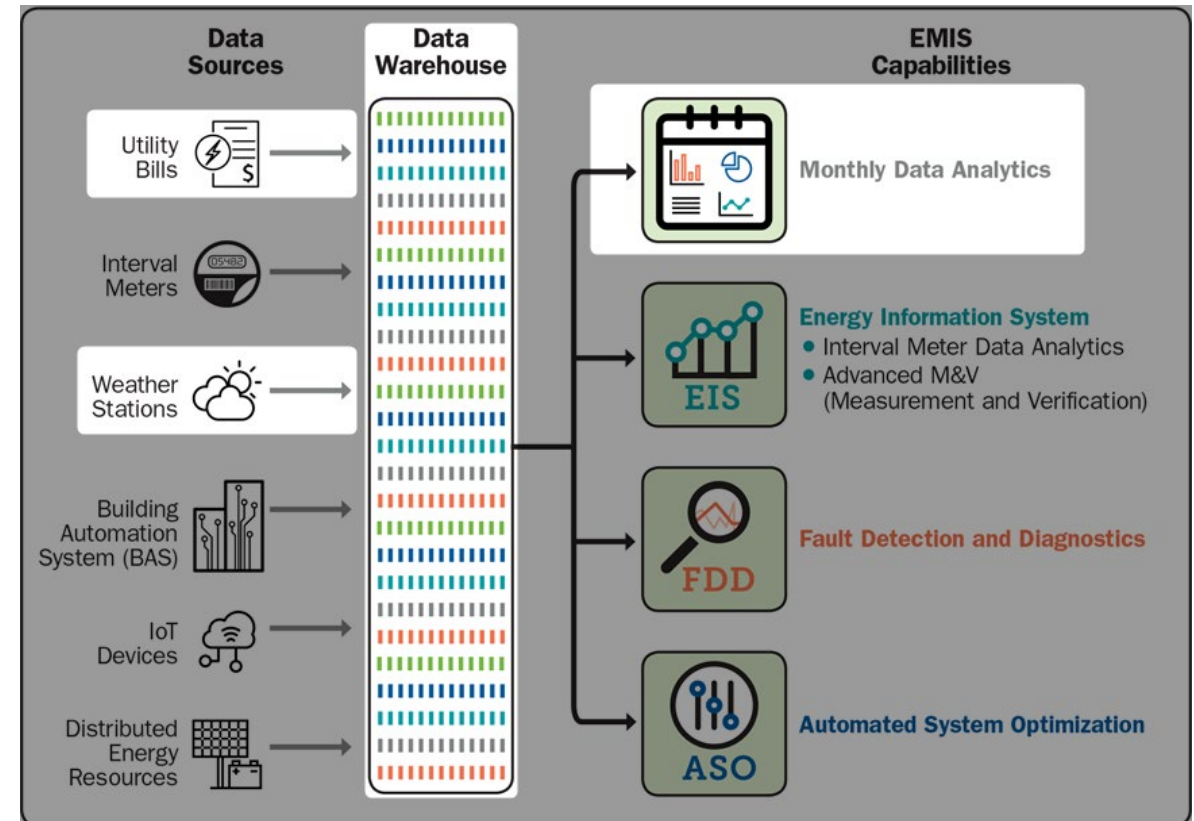 Data
Sources
Data
Warehouse
EMIS
Capabilities
Utility
Bills
$
Interval
Meters
05482
Weather
Stations
Building
Automation
System (BAS)
IoT
Devices
Distributed
Energy
Resources
Monthly Data Analytics
EIS
Energy Information System
• Interval Meter Data Analytics
• Advanced M&V
(Measurement and Verification)
FDD
Fault Detection and Diagnostics
ASO
Automated System Optimization